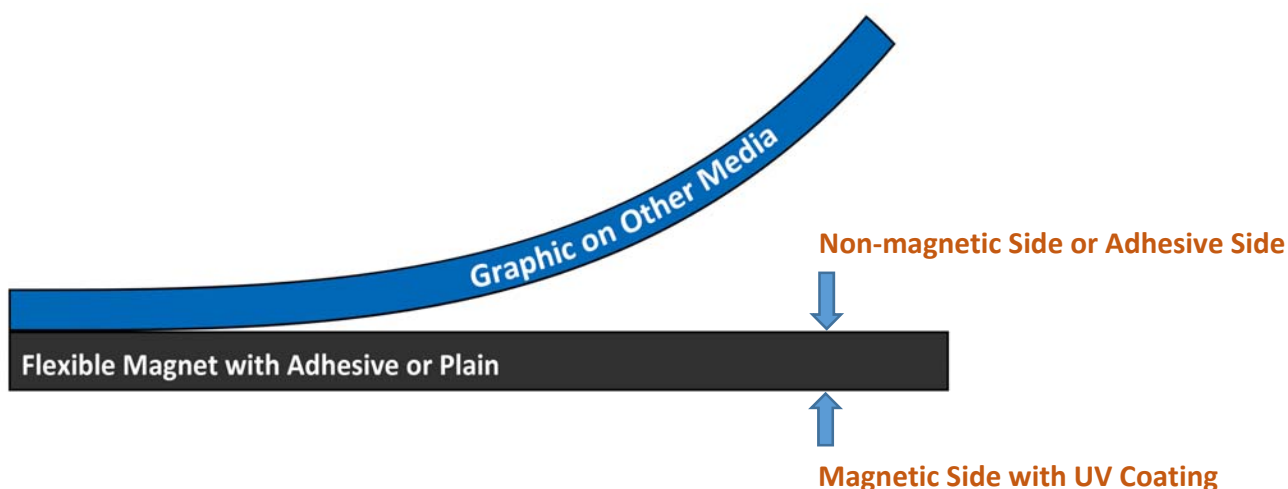 Graphic on Other Media
Non-magnetic Side or Adhesive Side
Flexible Magnet with Adhesive or Plain
Magnetic Side with UV Coating